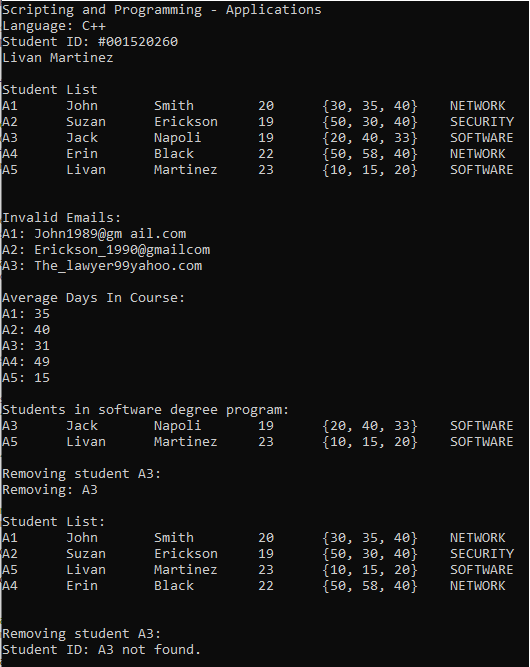 Scripting and Programming - Applications
Language: C++
Student ID: #001520260
Livan Martinez
Student List
A1 John Smith 20 {30, 35, 40} NETWORK
A2 Suzan Erickson 19 {50, 30, 40} SECURITY
A3 Jack Napoli 19 {20, 40, 33} SOFTWARE
A4 Erin Black 22 {50, 58, 40} NETWORK
A5 Livan Martinez 23 {10, 15, 20} SOFTWARE
Invalid Emails:
A1: John1989@gm ail.com
A2: Erickson_1990@gmailcom
A3: The_lawyer99yahoo.com
Average Days In Course:
A1: 35
A2: 40
A3: 31
A4: 49
A5: 15
Students in software degree program:
A3 Jack Napoli 19 {20, 40, 33} SOFTWARE
A5 Livan Martinez 23 {10, 15, 20} SOFTWARE
Removing student A3:
Removing: A3
Student List:
A1 John Smith 20 {30, 35, 40} NETWORK
A2 Suzan Erickson 19 {50, 30, 40} SECURITY
A5 Livan Martinez 23 {10, 15, 20} SOFTWARE
A4 Erin Black 22 {50, 58, 40} NETWORK
Removing student A3:
Student ID: A3 not found.